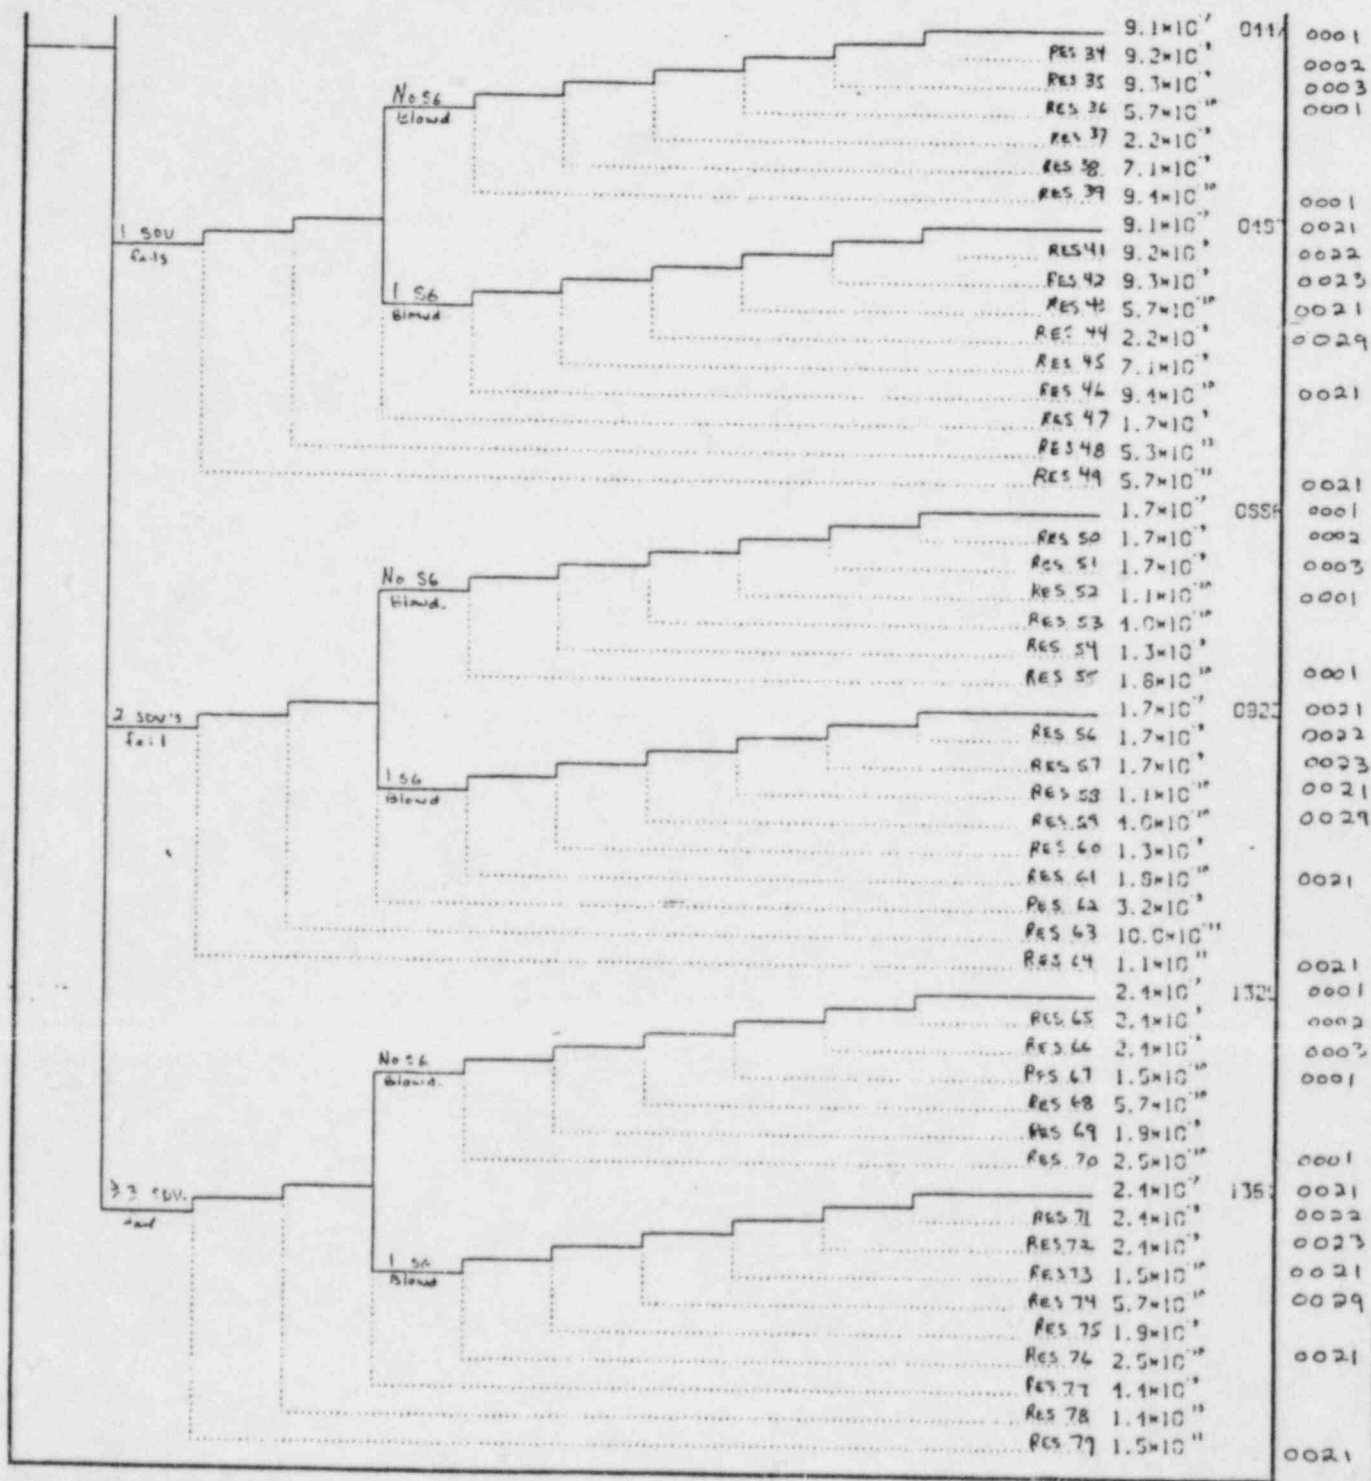 9.1×10⁻⁷ 0001
RES 34 9.2×10⁻⁹ 0002
RES 35 9.3×10⁻⁹ 0003
No SG
Blowd
RES 36 5.7×10⁻¹⁰ 0001
RES 37 2.2×10⁻⁹
RES 38 7.1×10⁻⁹
RES 39 9.4×10⁻¹⁰ 0001
1 SDV
fails
9.1×10⁻⁷ 0021
RES 41 9.2×10⁻⁹ 0022
RES 42 9.3×10⁻⁹ 0023
1 SG
Blowd
RES 43 5.7×10⁻¹⁰ 0021
RES 44 2.2×10⁻⁹ 0029
RES 45 7.1×10⁻⁹
RES 46 9.4×10⁻¹⁰ 0021
RES 47 1.7×10⁻⁹
RES 48 5.3×10
RES 49 5.7×10⁻¹¹ 0021
1.7×10⁻⁷ 0001
RES 50 1.7×10⁻⁹ 0002
RES 51 1.7×10⁻⁹ 0003
No SG
Blowd.
RES 52 1.1×10⁻¹⁰ 0001
RES 53 4.0×10⁻¹⁰
RES 54 1.3×10⁻⁹
RES 55 1.8×10⁻¹⁰ 0001
2 SDV's
fail
1.7×10⁻⁷ 0021
RES 56 1.7×10⁻⁹ 0022
RES 57 1.7×10⁻⁹ 0023
1 SG
Blowd
RES 58 1.1×10⁻¹⁰ 0021
RES 59 4.0×10⁻¹⁰ 0029
RES 60 1.3×10⁻⁹
RES 61 1.8×10⁻¹⁰ 0021
RES 62 3.2×10
RES 63 10.0×10
RES 64 1.1×10⁻¹¹ 0021
2.4×10⁻⁷ 0001
RES 65 2.4×10⁻⁹ 0002
RES 66 2.4×10⁻⁹ 0003
No SG
Blowd.
RES 67 1.5×10⁻¹⁰ 0001
RES 68 5.7×10⁻¹⁰
RES 69 1.9×10⁻⁹
RES 70 2.5×10⁻¹⁰ 0001
≥3 SDV.
fail
2.4×10⁻⁷ 0021
RES 71 2.4×10⁻⁹ 0022
RES 72 2.4×10⁻⁹ 0023
1 SG
Blowd
RES 73 1.5×10⁻¹⁰ 0021
RES 74 5.7×10⁻¹⁰ 0029
RES 75 1.9×10⁻⁹
RES 76 2.5×10⁻¹⁰ 0021
RES 77 4.4×10
RES 78 1.4×10
RES 79 1.5×10⁻¹¹ 0021